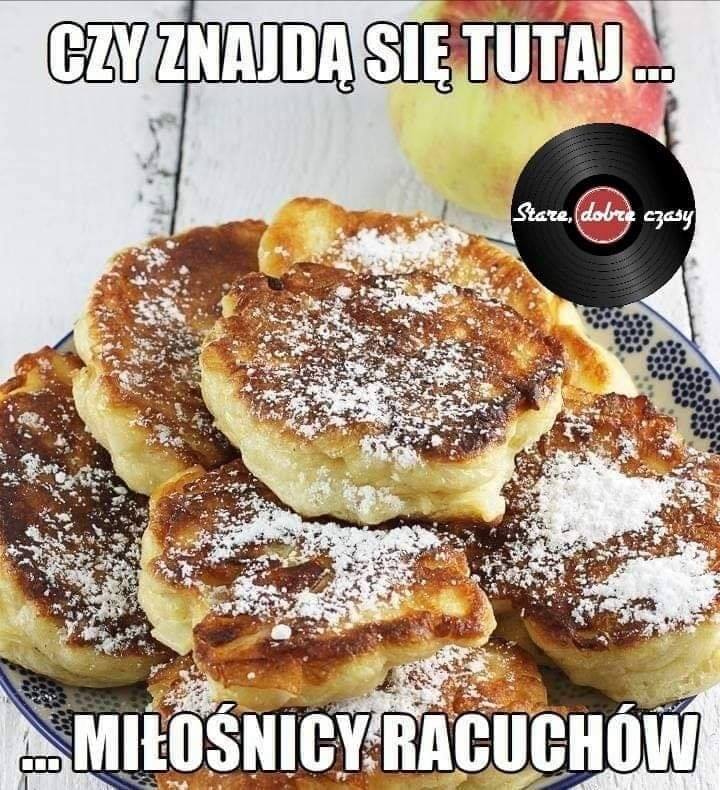 CZY ZNAJDĄ SIĘ TUTAJ ...
Stare, dobre czasy
... MIŁOŚNICY RACUCHÓW